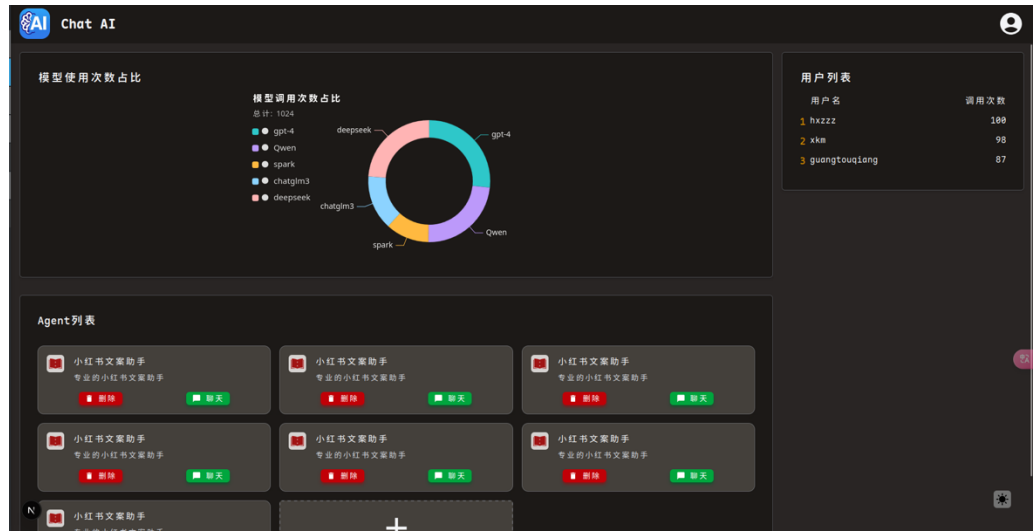 AI Chat AI
模型使用次数占比
模型调用次数占比
总计: 1024
gpt-4
Qwen
spark
chatglm3
deepseek
deepseek
gpt-4
chatglm3
Qwen
spark
用户列表
用户名 调用次数
1 hxzzz 100
2 xkm 98
3 guangtouqiang 87
Agent列表
小红书文案助手 小红书文案助手 小红书文案助手
专业的小红书文案助手 专业的小红书文案助手 专业的小红书文案助手
删除 聊天 删除 聊天 删除 聊天
小红书文案助手 小红书文案助手 小红书文案助手
专业的小红书文案助手 专业的小红书文案助手 专业的小红书文案助手
删除 聊天 删除 聊天 删除 聊天
N 小红书文案助手
专业的小红书文案助手